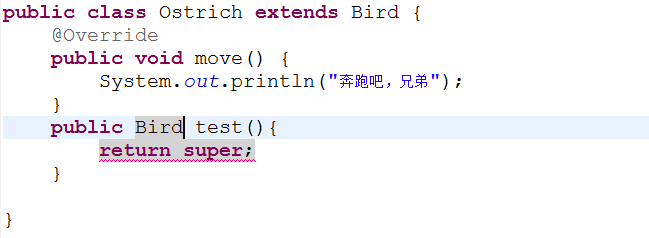 public class Ostrich extends Bird {
    @Override
    public void move() {
        System.out.println("奔跑吧，兄弟");
    }
    public Bird test(){
        return super;
    }
}